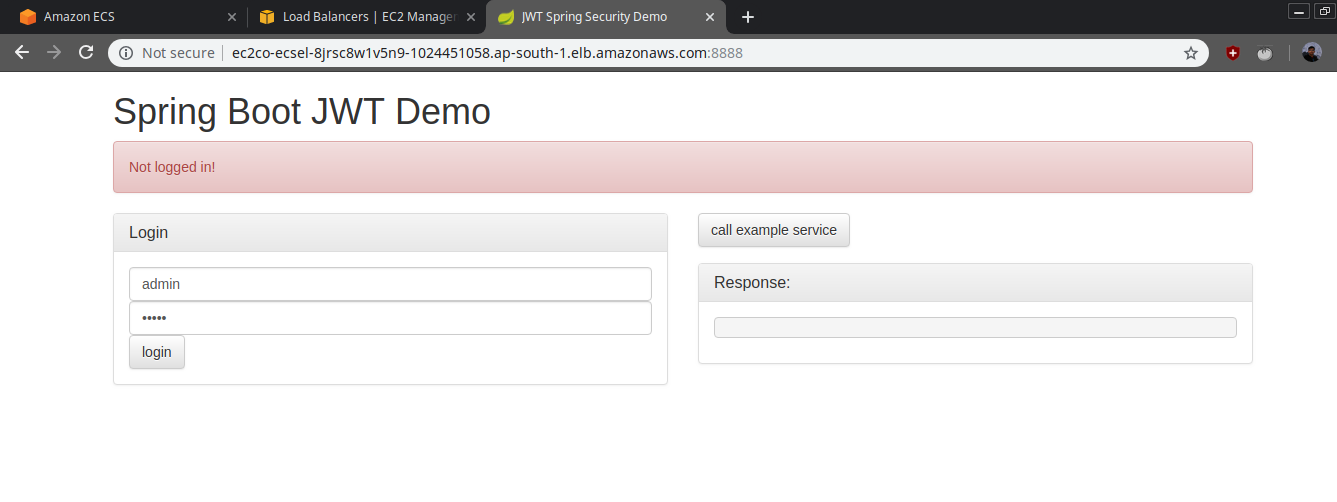 Amazon ECS
Load Balancers | EC2 Manager
JWT Spring Security Demo
Not secure
ec2co-ecsel-8jrsc8w1v5n9-1024451058.ap-south-1.elb.amazonaws.com:8888
Spring Boot JWT Demo
Not logged in!
Login
admin
•••••
login
call example service
Response: